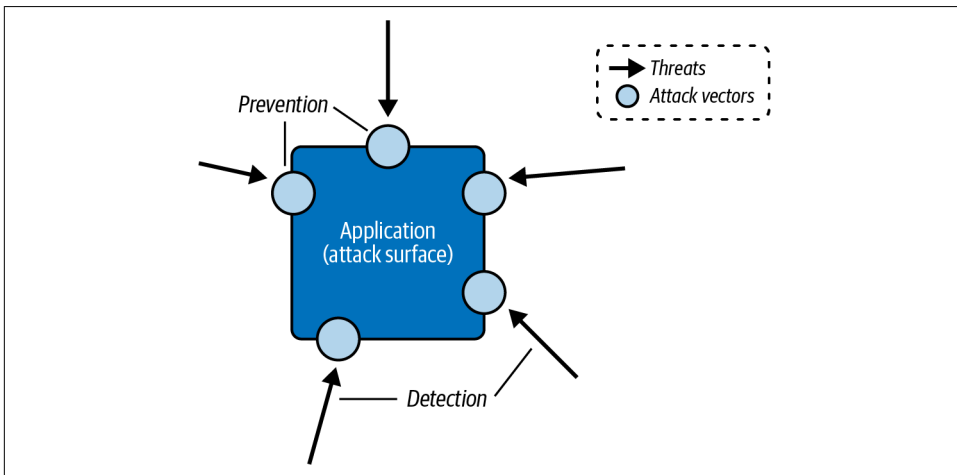 Threats
Attack vectors
Prevention
Application
(attack surface)
Detection